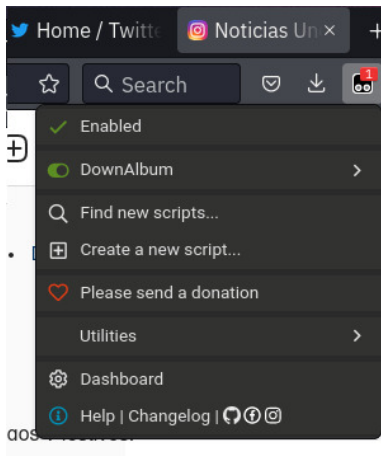 Home / Twitte
Noticias Un
Search
1
Enabled
DownAlbum
Find new scripts...
Create a new script...
Please send a donation
Utilities
Dashboard
Help | Changelog |